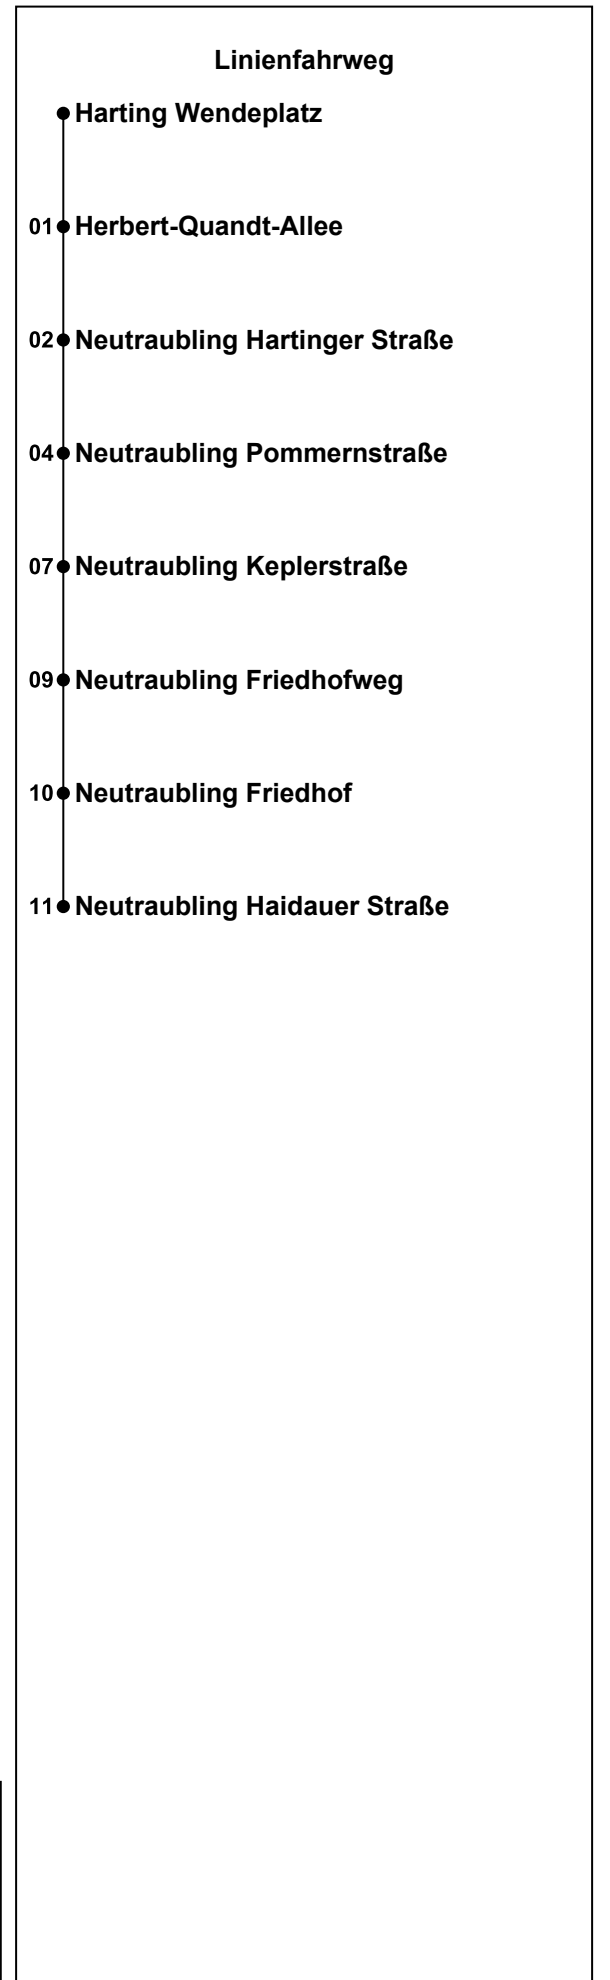 Linienfahrweg
Harting Wendeplatz
01 Herbert-Quandt-Allee
02 Neutraubling Hartinger Straße
04 Neutraubling Pommernstraße
07 Neutraubling Keplerstraße
09 Neutraubling Friedhofweg
10 Neutraubling Friedhof
11 Neutraubling Haidauer Straße